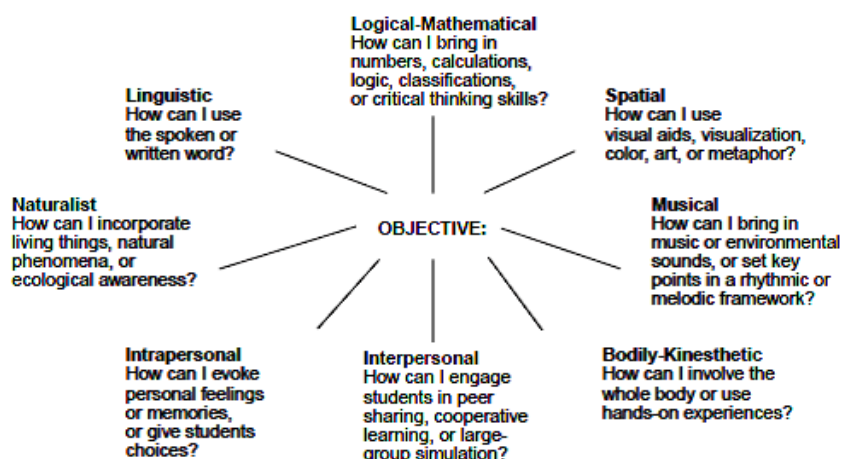 Logical-Mathematical
How can I bring in
numbers, calculations,
logic, classifications,
or critical thinking skills?
Linguistic
How can I use
the spoken or
written word?
Spatial
How can I use
visual aids, visualization,
color, art, or metaphor?
Naturalist
How can I incorporate
living things, natural
phenomena, or
ecological awareness?
OBJECTIVE:
Musical
How can I bring in
music or environmental
sounds, or set key
points in a rhythmic or
melodic framework?
Intrapersonal
How can I evoke
personal feelings
or memories,
or give students
choices?
Interpersonal
How can I engage
students in peer
sharing, cooperative
learning, or large-
group simulation?
Bodily-Kinesthetic
How can I involve the
whole body or use
hands-on experiences?